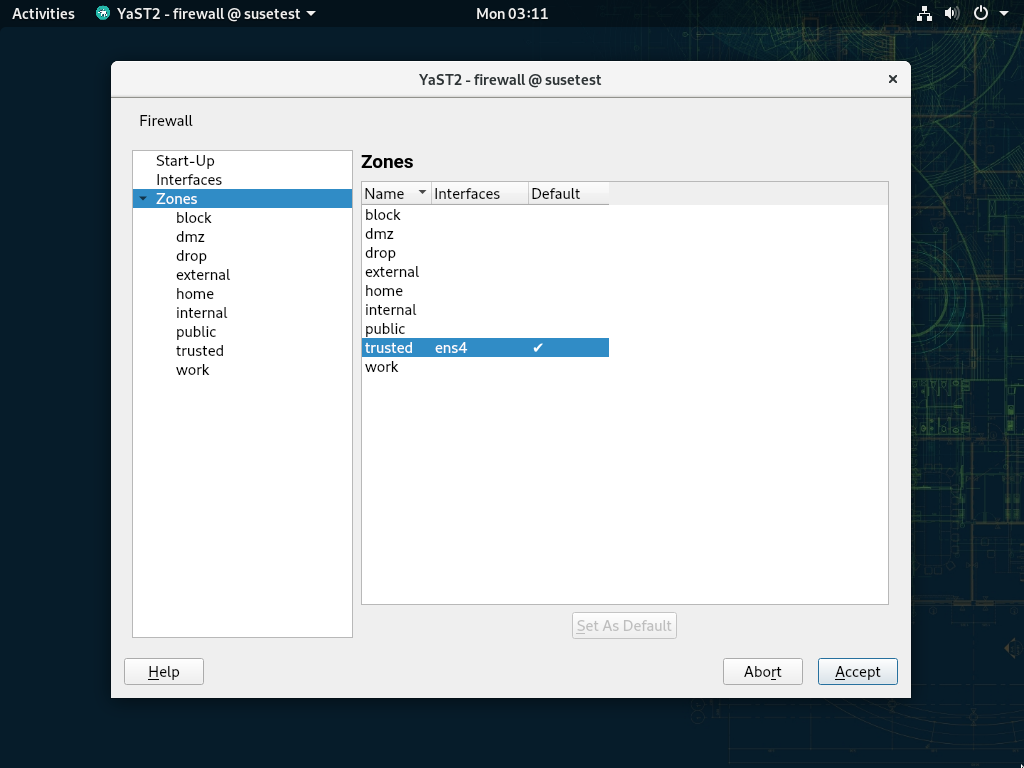 Activities YaST2 - firewall @ susetest Mon 03:11
YaST2 - firewall @ susetest
Firewall
Start-Up
Interfaces
Zones
block
dmz
drop
external
home
internal
public
trusted
work
Zones
Name Interfaces Default
block
dmz
drop
external
home
internal
public
trusted ens4 ✔
work
Set As Default
Help Abort Accept